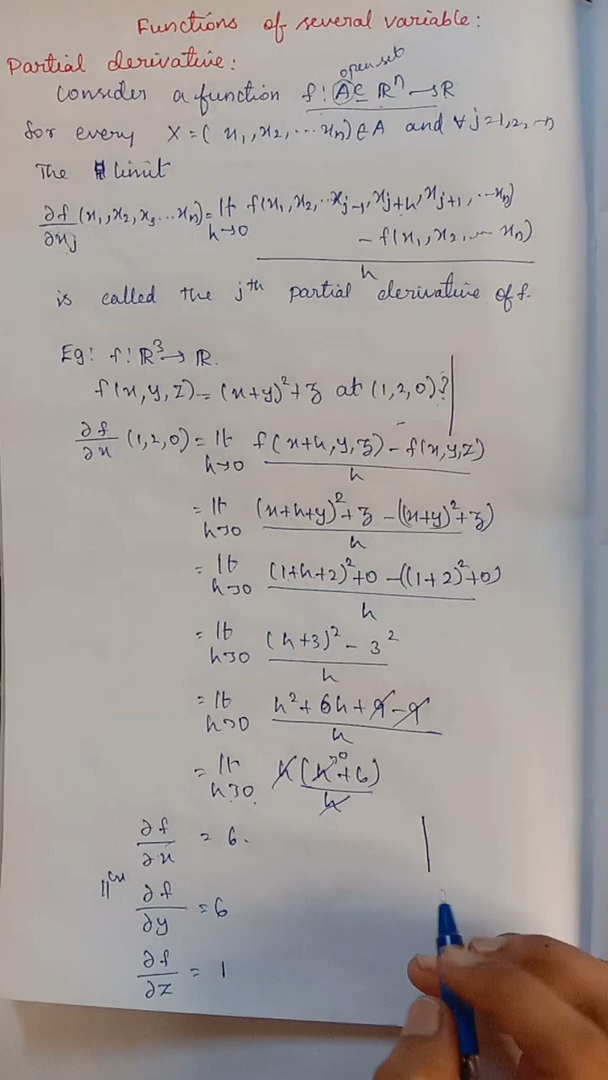 Functions of several variable:
Partial derivative:
open set
Consider a function f: A ⊆ ℝⁿ → ℝ
for every X = (x₁, x₂, ... xₙ) ∈ A and ∀ j = 1, 2, ... n
The limit
∂f/∂xⱼ (x₁, x₂, x₃ ... xₙ) = lt h→0 f(x₁, x₂, ... xⱼ₋₁, xⱼ+h, xⱼ₊₁, ... xₙ)
- f(x₁, x₂, ... xₙ)
h
is called the jᵗʰ partial derivative of f.
Eg: f: ℝ³ → ℝ.
f(x, y, z) = (x+y)² + z at (1, 2, 0)?
∂f/∂x (1, 2, 0) = lt h→0 f(x+h, y, z) - f(x, y, z) / h
= lt h→0 (x+h+y)² + z - ((x+y)² + z) / h
= lt h→0 (1+h+2)² + 0 - ((1+2)² + 0) / h
= lt h→0 (h+3)² - 3² / h
= lt h→0 h² + 6h + 9 - 9 / h
= lt h→0 h(h→0 + 6) / h
∂f/∂x = 6.
||ly ∂f/∂y = 6
∂f/∂z = 1